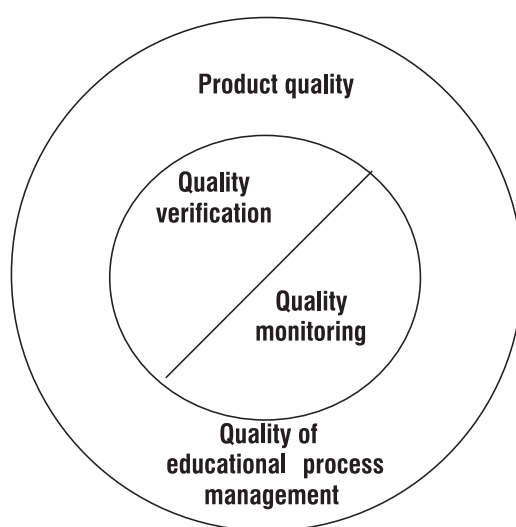 Product quality
Quality
verification
Quality
monitoring
Quality of
educational process
management